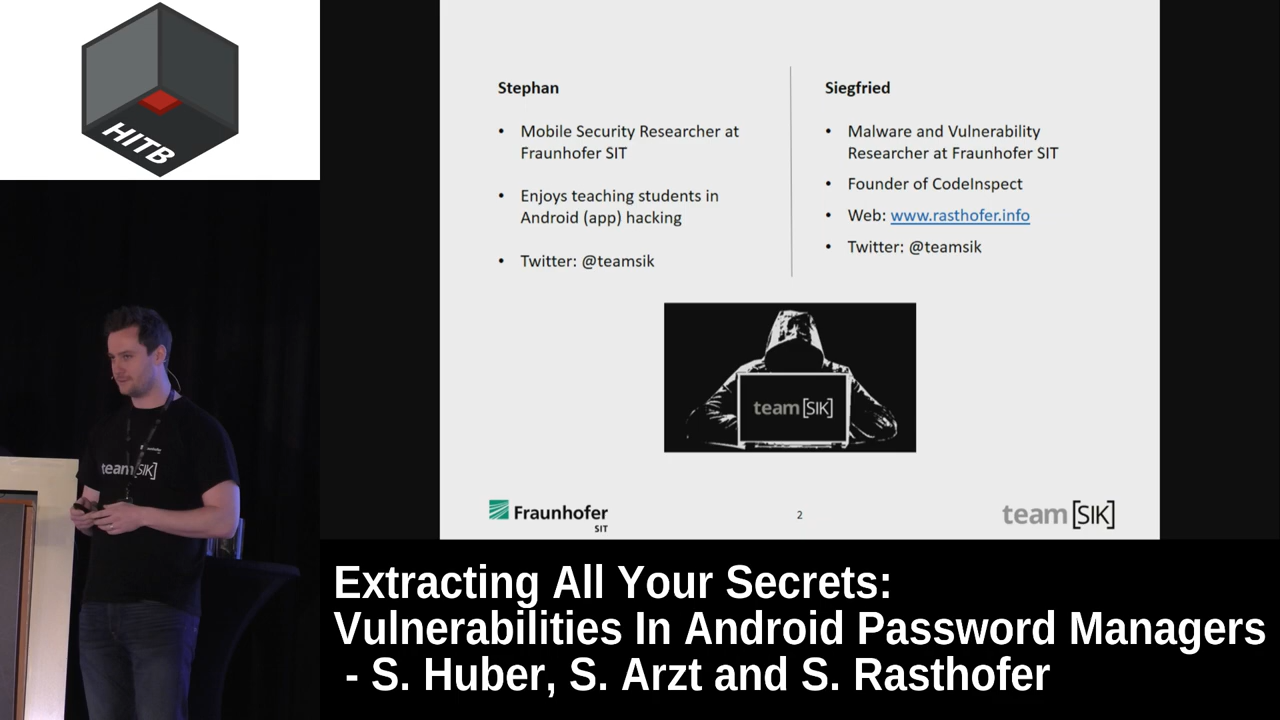 HITB
Stephan
• Mobile Security Researcher at
Fraunhofer SIT
• Enjoys teaching students in
Android (app) hacking
• Twitter: @teamsik
Siegfried
• Malware and Vulnerability
Researcher at Fraunhofer SIT
• Founder of CodeInspect
• Web: www.rasthofer.info
• Twitter: @teamsik
team[SIK]
Fraunhofer
SIT
2
team[SIK]
team[SIK]
Extracting All Your Secrets:
Vulnerabilities In Android Password Managers
- S. Huber, S. Arzt and S. Rasthofer